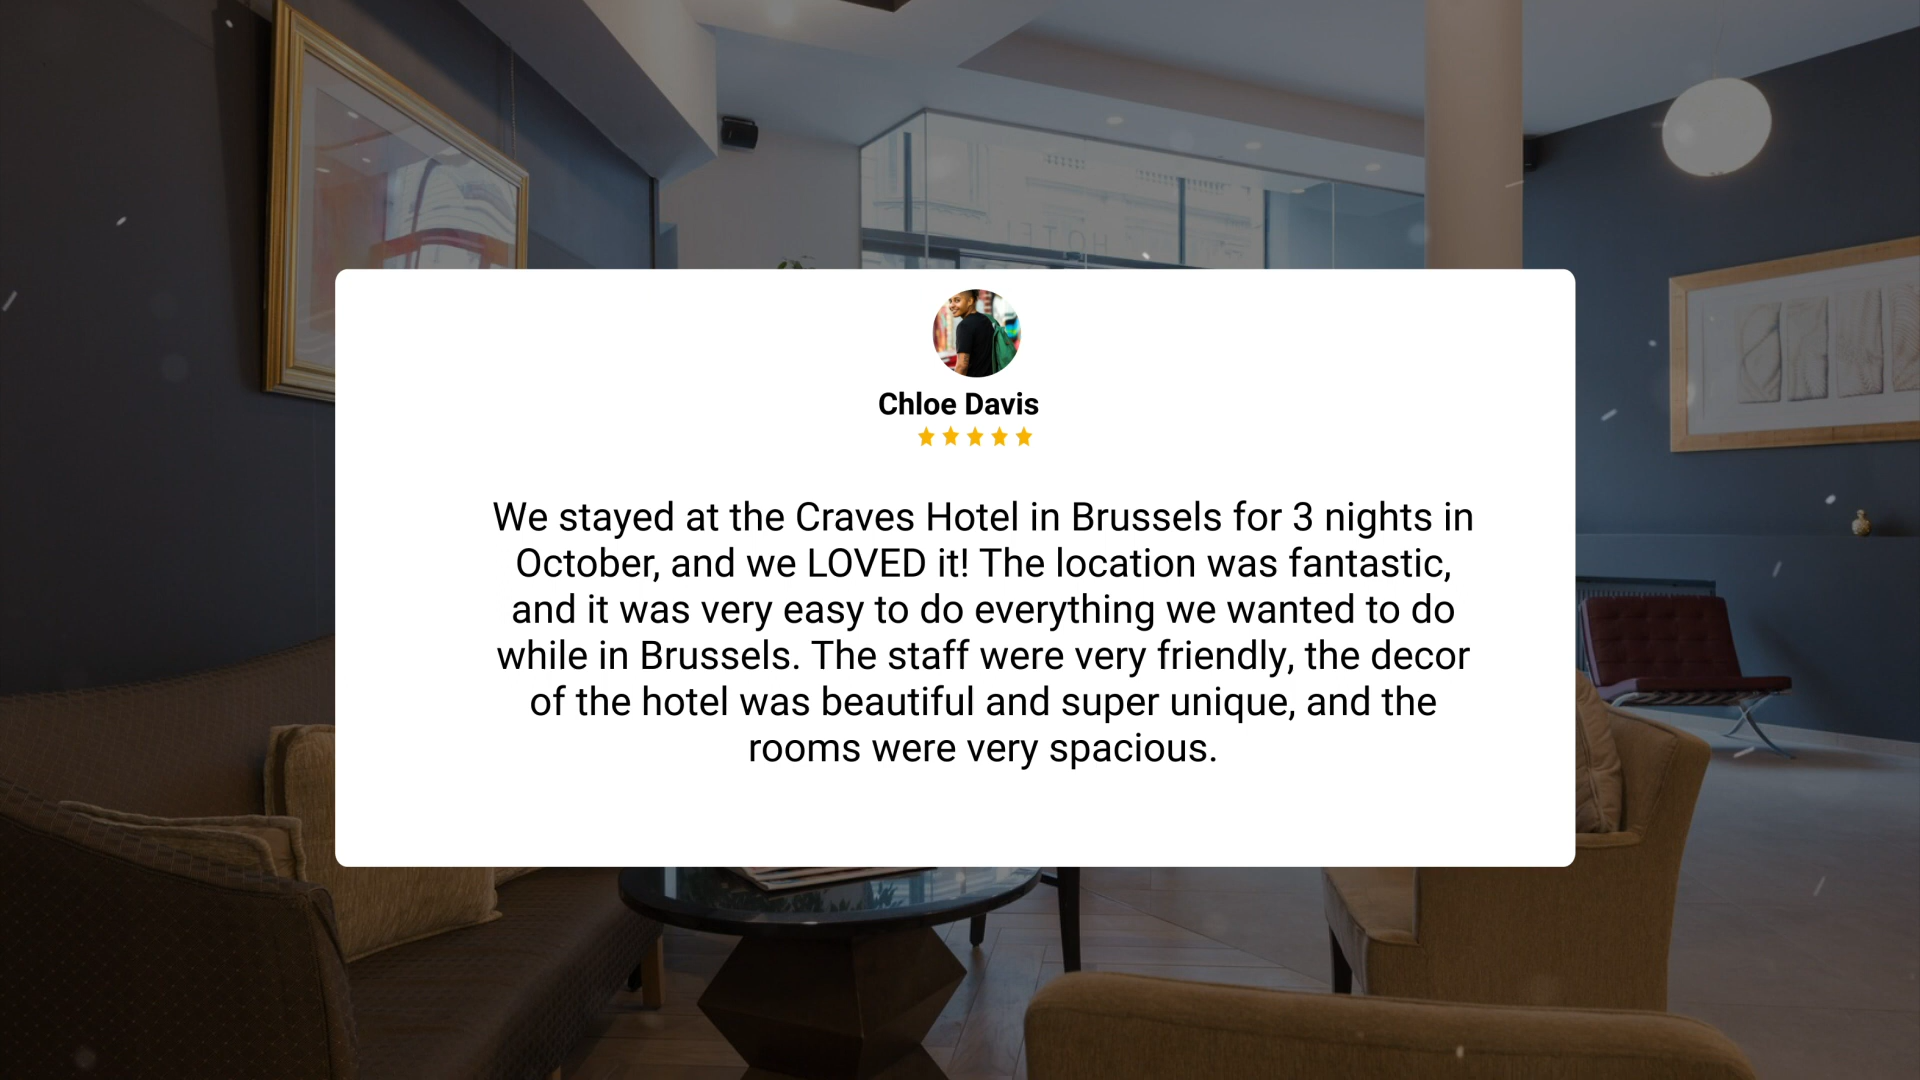 HOTEL
Chloe Davis
We stayed at the Craves Hotel in Brussels for 3 nights in
October, and we LOVED it! The location was fantastic,
and it was very easy to do everything we wanted to do
while in Brussels. The staff were very friendly, the decor
of the hotel was beautiful and super unique, and the
rooms were very spacious.